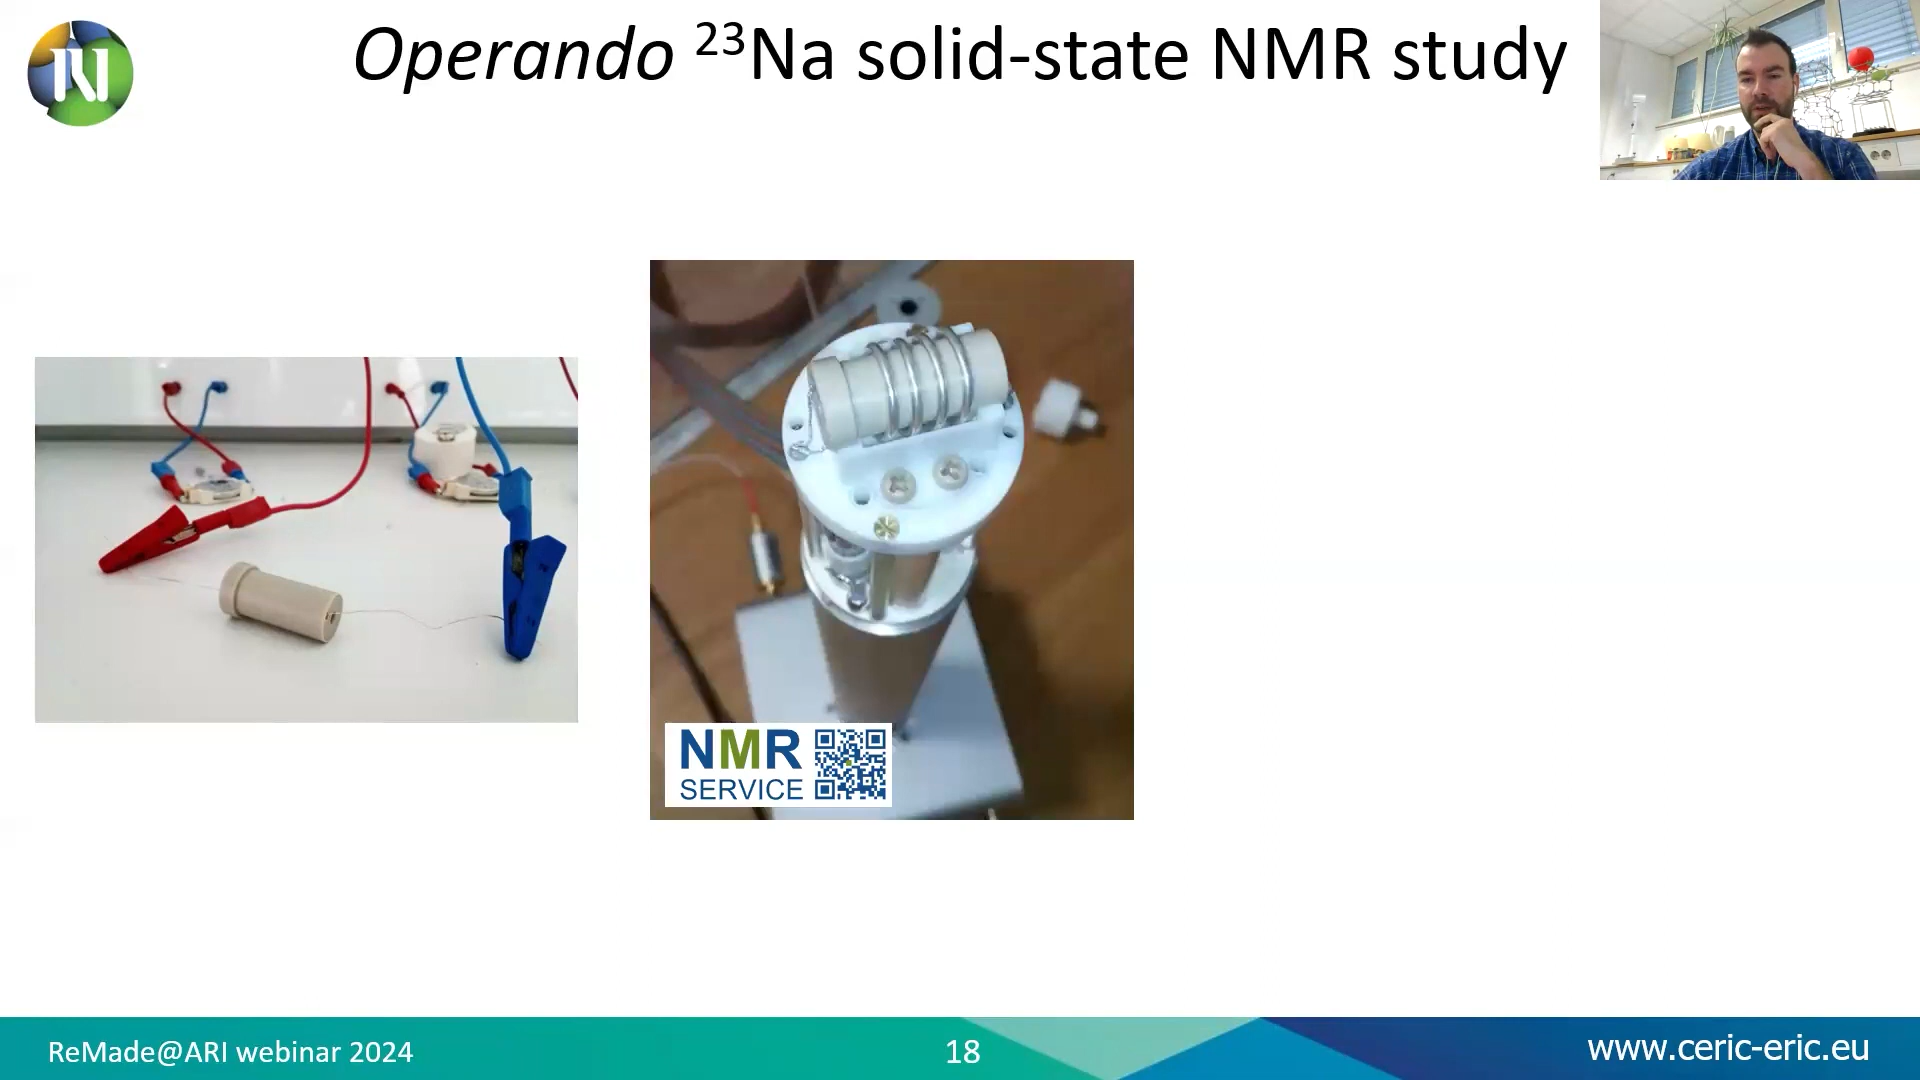 Operando ²³Na solid-state NMR study
NMR
SERVICE
ReMade@ARI webinar 2024
18
www.ceric-eric.eu